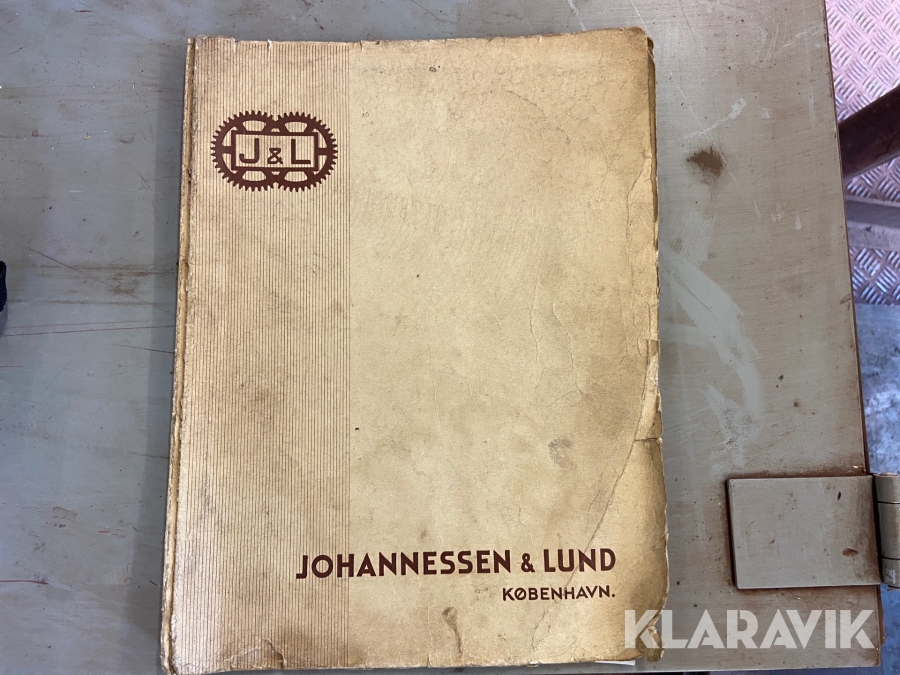 J & L
JOHANNESSEN & LUND
KØBENHAVN.
KLARAVIK